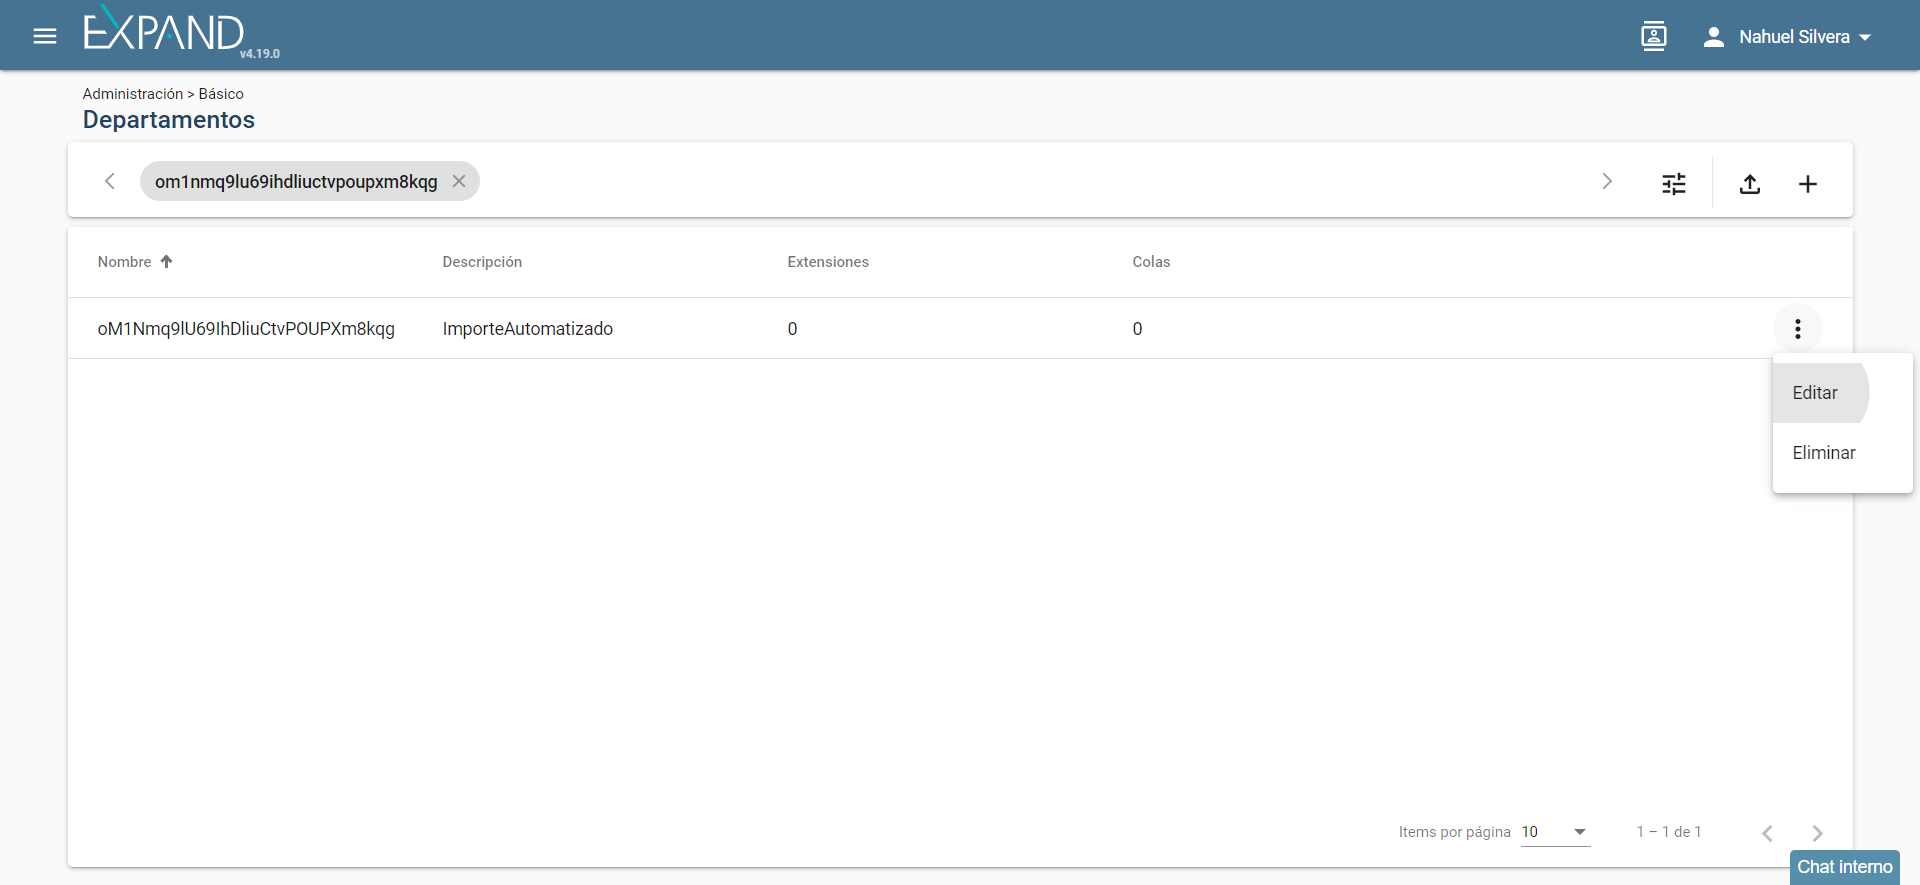 EXPAND
v4.19.0
Nahuel Silvera
Administración > Básico
Departamentos
om1nmq9lu69ihdliuctvpoupxm8kqg
Nombre Descripción Extensiones Colas
oM1Nmq9lU69IhDliuCtvPOUPXm8kqg ImporteAutomatizado 0 0
Editar
Eliminar
Items por página 10 1 – 1 de 1
Chat interno